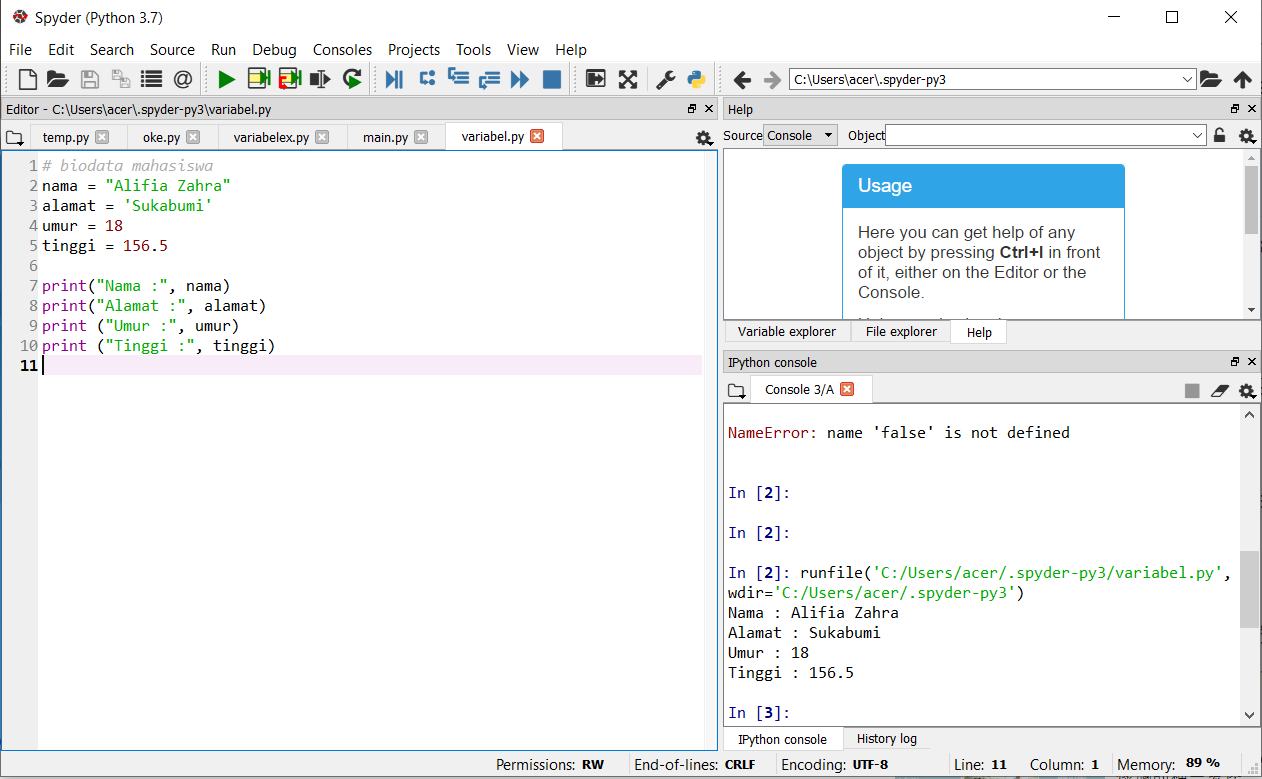 Spyder (Python 3.7)
File Edit Search Source Run Debug Consoles Projects Tools View Help
C:\Users\acer\.spyder-py3
Editor - C:\Users\acer\.spyder-py3\variabel.py
temp.py oke.py variabelex.py main.py variabel.py
1 # biodata mahasiswa
2 nama = "Alifia Zahra"
3 alamat = 'Sukabumi'
4 umur = 18
5 tinggi = 156.5
6
7 print("Nama :", nama)
8 print("Alamat :", alamat)
9 print ("Umur :", umur)
10 print ("Tinggi :", tinggi)
11
Help
Source Console Object
Usage
Here you can get help of any
object by pressing Ctrl+I in front
of it, either on the Editor or the
Console.
Variable explorer File explorer Help
IPython console
Console 3/A
NameError: name 'false' is not defined
In [2]:
In [2]:
In [2]: runfile('C:/Users/acer/.spyder-py3/variabel.py',
wdir='C:/Users/acer/.spyder-py3')
Nama : Alifia Zahra
Alamat : Sukabumi
Umur : 18
Tinggi : 156.5
In [3]:
IPython console History log
Permissions: RW End-of-lines: CRLF Encoding: UTF-8 Line: 11 Column: 1 Memory: 89 %